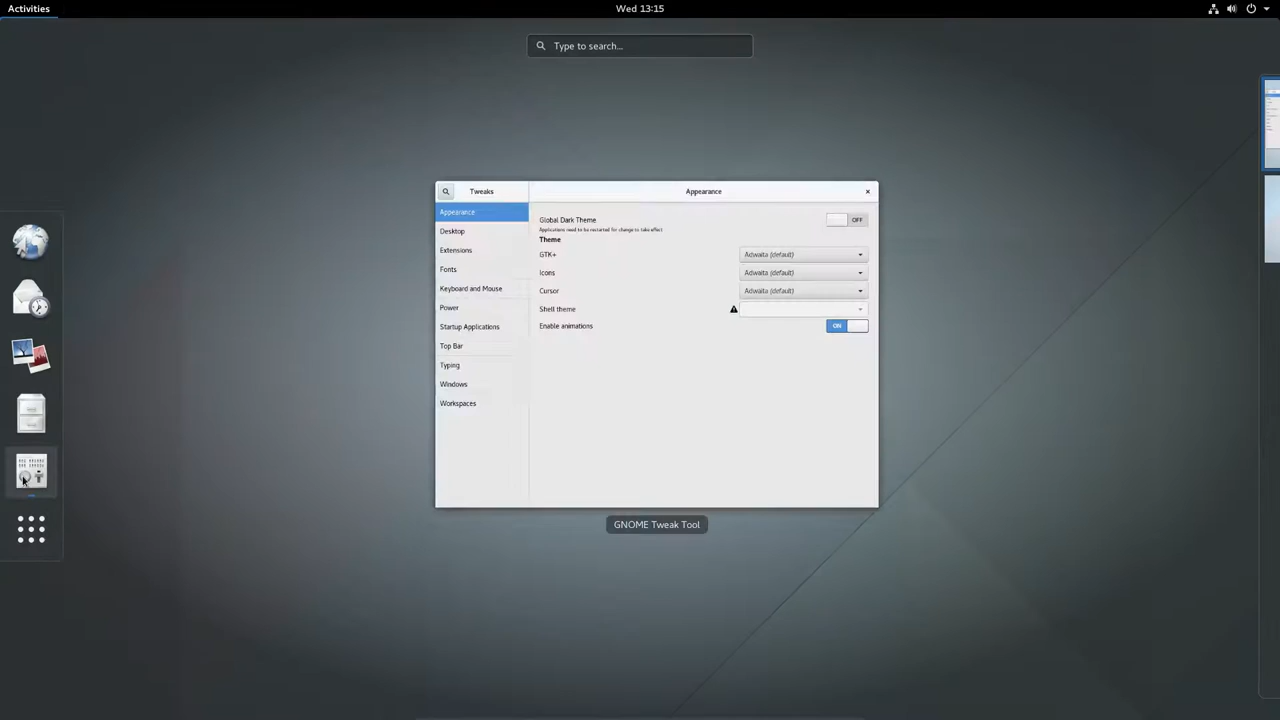 Activities
Wed 13:15
Type to search...
Tweaks
Appearance
Appearance
Desktop
Extensions
Fonts
Keyboard and Mouse
Power
Startup Applications
Top Bar
Typing
Windows
Workspaces
Global Dark Theme
OFF
Applications need to be restarted for change to take effect
Theme
GTK+
Adwaita (default)
Icons
Adwaita (default)
Cursor
Adwaita (default)
Shell theme
Enable animations
ON
GNOME Tweak Tool